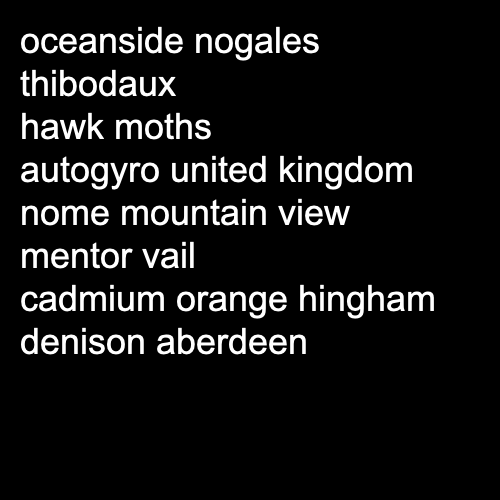 oceanside nogales
thibodaux
hawk moths
autogyro united kingdom
nome mountain view
mentor vail
cadmium orange hingham
denison aberdeen